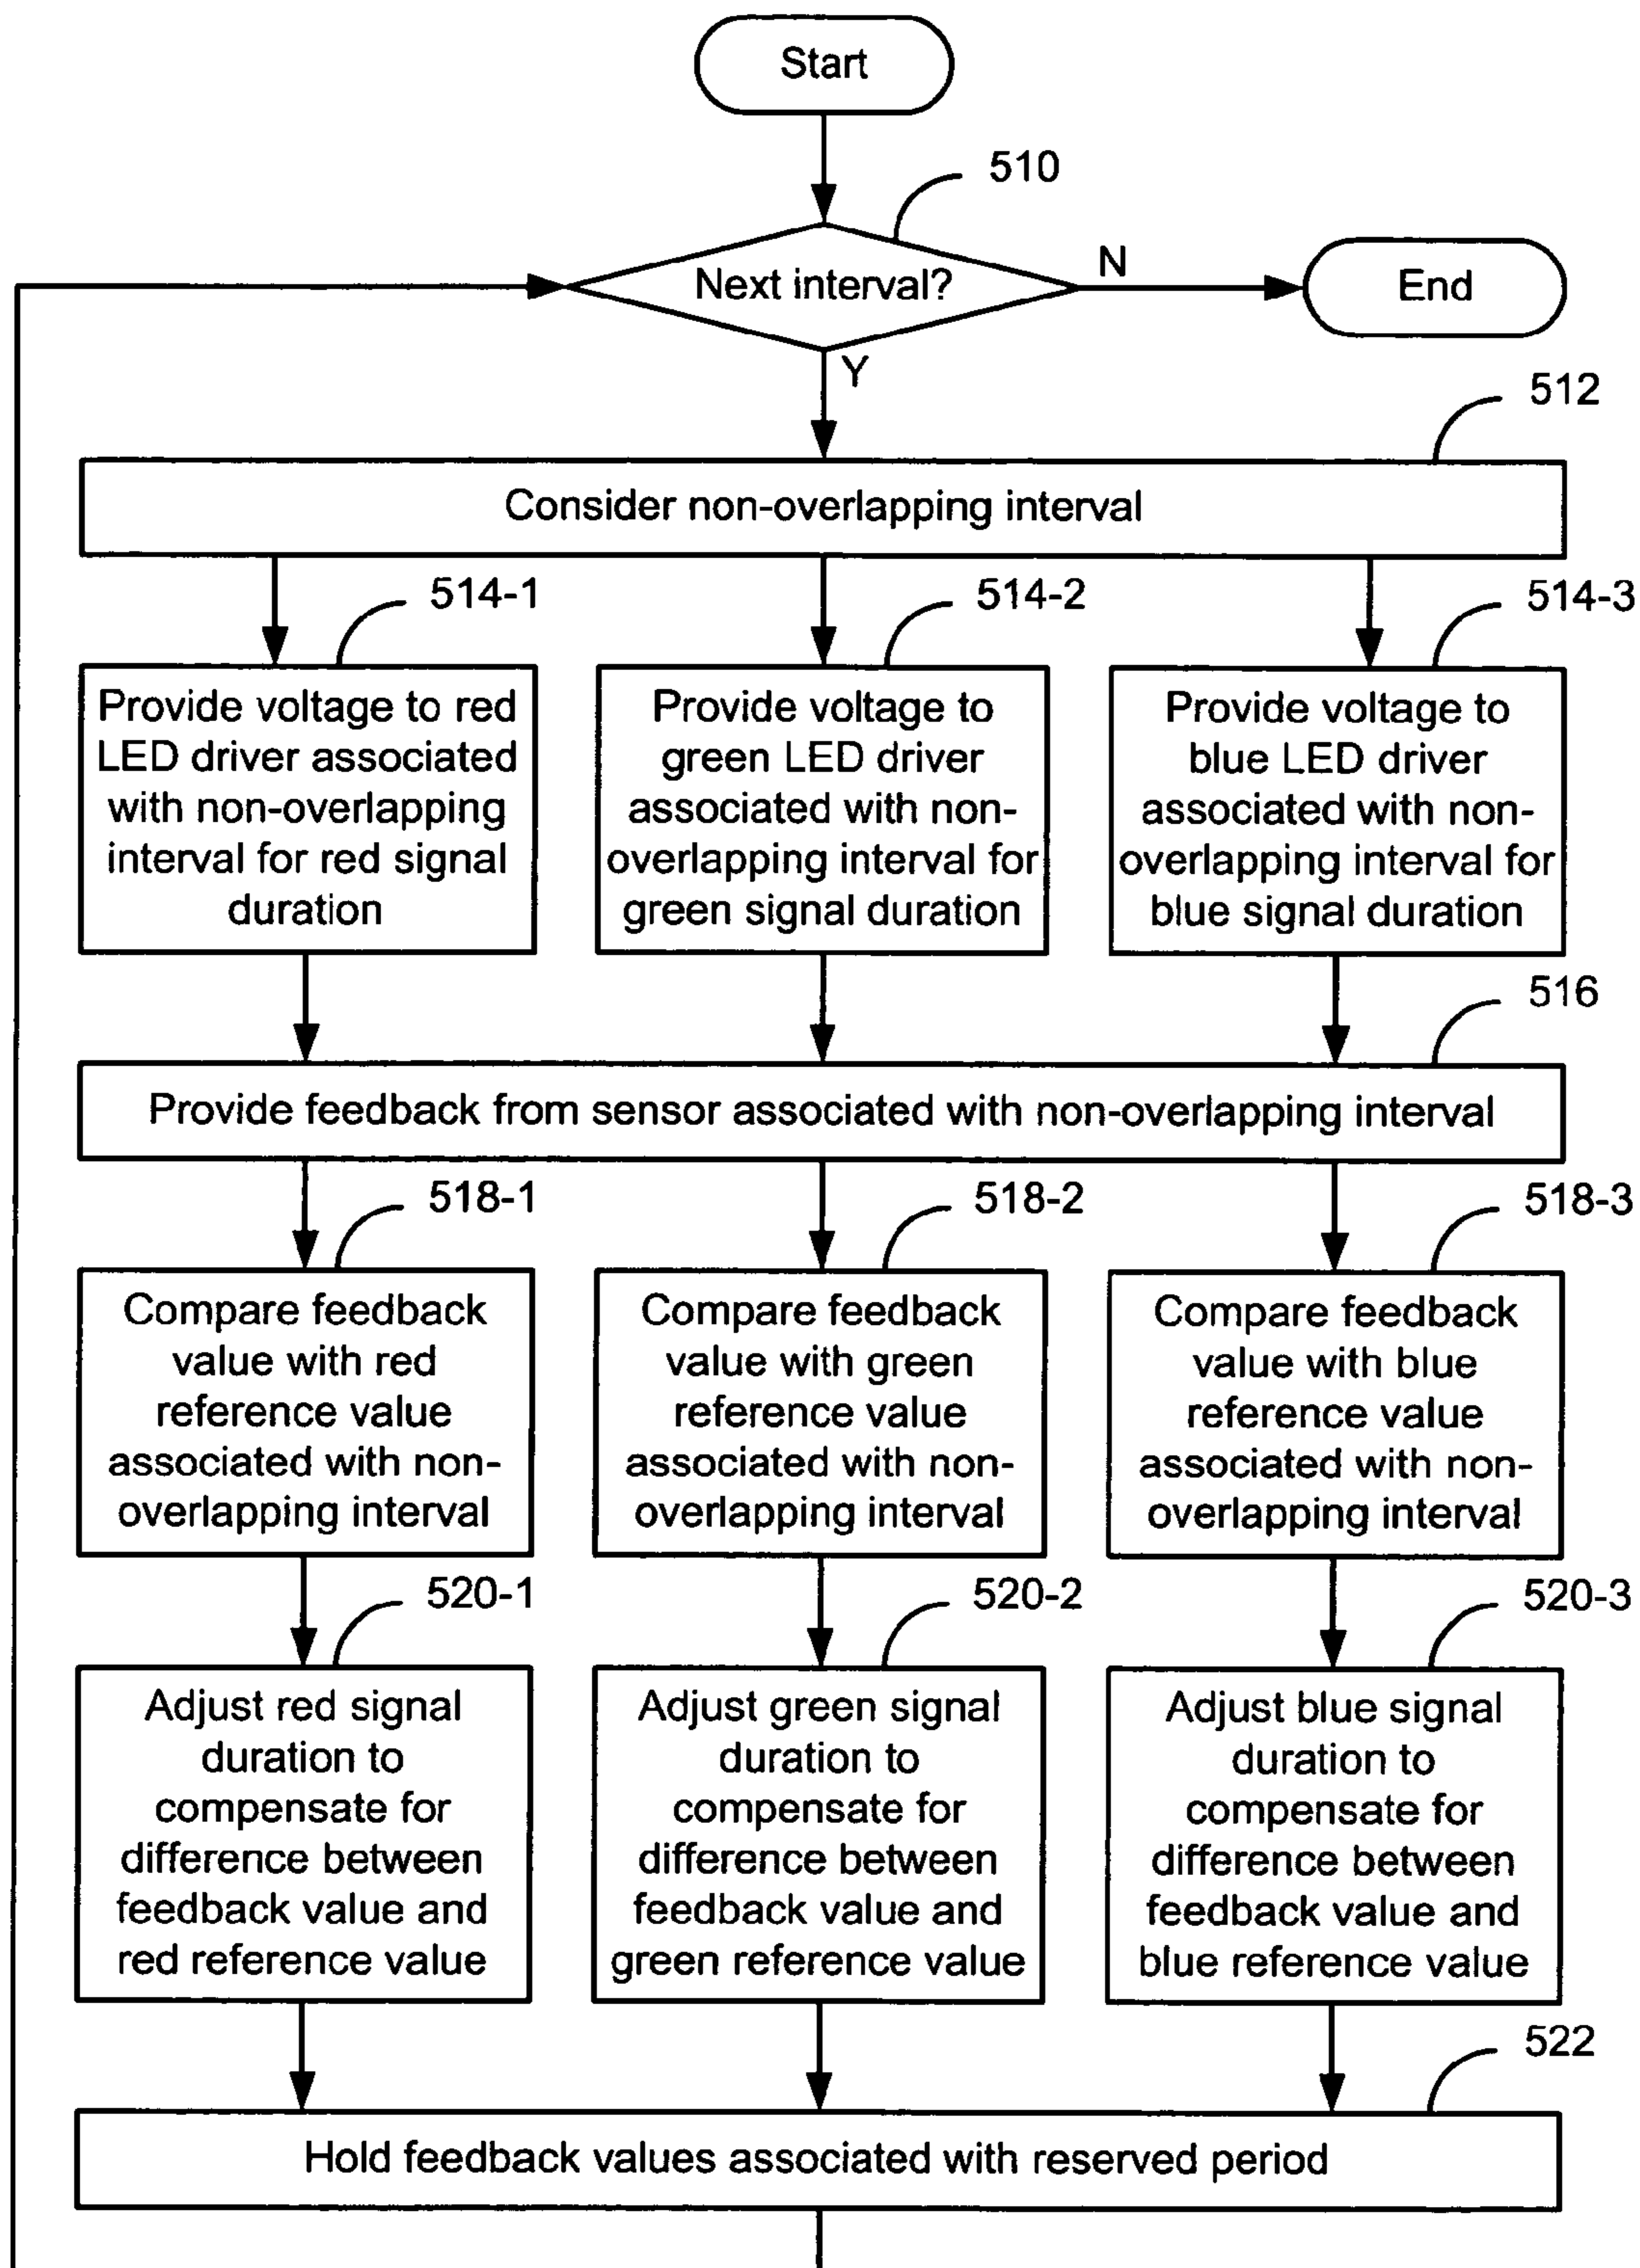 Start
510
Next interval?
N
End
Y
512
Consider non-overlapping interval
514-1
514-2
514-3
Provide voltage to red
LED driver associated
with non-overlapping
interval for red signal
duration
Provide voltage to
green LED driver
associated with non-
overlapping interval for
green signal duration
Provide voltage to
blue LED driver
associated with non-
overlapping interval for
blue signal duration
516
Provide feedback from sensor associated with non-overlapping interval
518-1
518-2
518-3
Compare feedback
value with red
reference value
associated with non-
overlapping interval
Compare feedback
value with green
reference value
associated with non-
overlapping interval
Compare feedback
value with blue
reference value
associated with non-
overlapping interval
520-1
520-2
520-3
Adjust red signal
duration to
compensate for
difference between
feedback value and
red reference value
Adjust green signal
duration to
compensate for
difference between
feedback value and
green reference value
Adjust blue signal
duration to
compensate for
difference between
feedback value and
blue reference value
522
Hold feedback values associated with reserved period